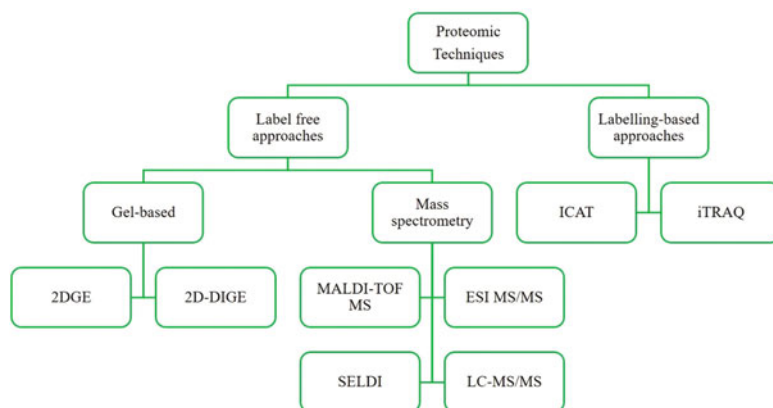 Proteomic
Techniques
Label free
approaches
Labelling-based
approaches
Gel-based
Mass
spectrometry
ICAT
iTRAQ
2DGE
2D-DIGE
MALDI-TOF
MS
ESI MS/MS
SELDI
LC-MS/MS